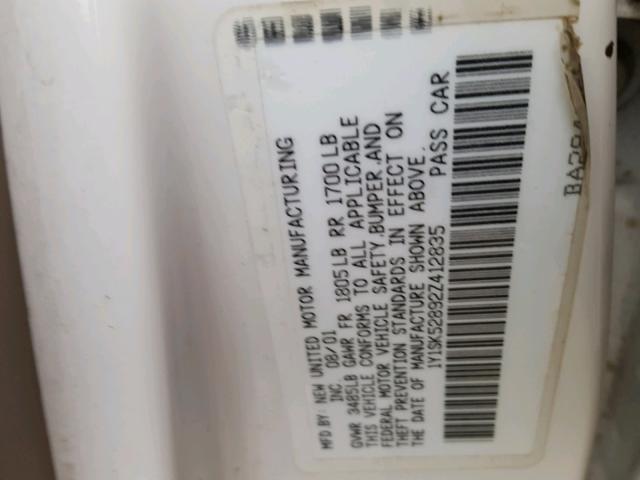 MFD BY: NEW UNITED MOTOR MANUFACTURING
INC. 08/01
GVWR 3485LB GAWR FR 1805LB RR 1700LB
THIS VEHICLE CONFORMS TO ALL APPLICABLE
FEDERAL MOTOR VEHICLE SAFETY,BUMPER,AND
THEFT PREVENTION STANDARDS IN EFFECT ON
THE DATE OF MANUFACTURE SHOWN ABOVE.
1Y1SK52892Z412835 PASS CAR